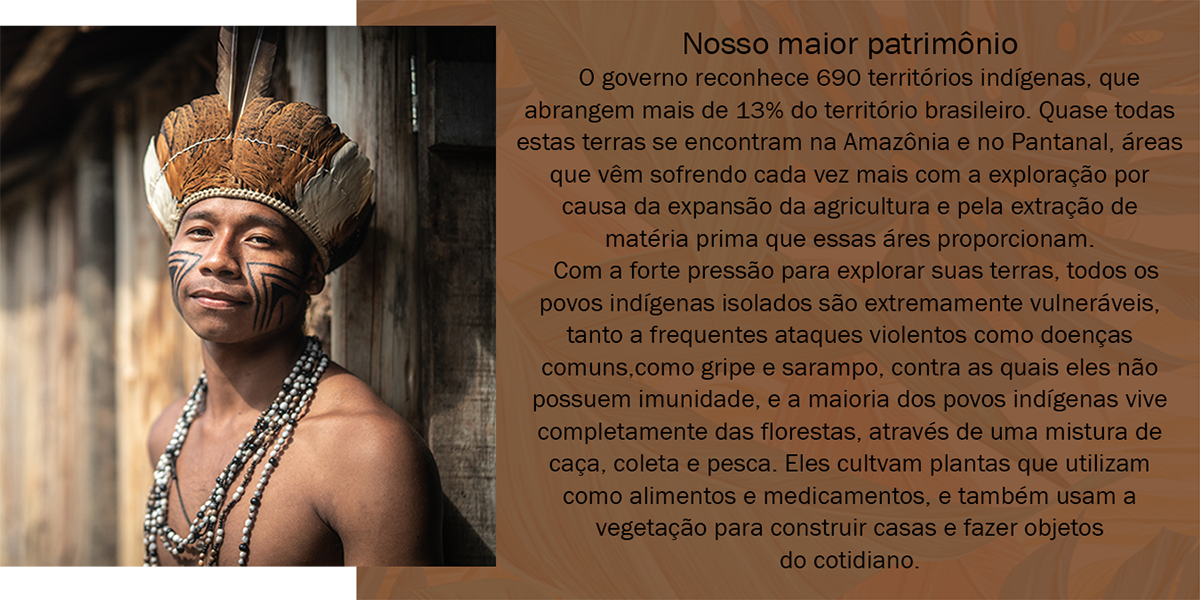 Nosso maior patrimônio
O governo reconhece 690 territórios indígenas, que
abrangem mais de 13% do território brasileiro. Quase todas
estas terras se encontram na Amazônia e no Pantanal, áreas
que vêm sofrendo cada vez mais com a exploração por
causa da expansão da agricultura e pela extração de
matéria prima que essas áres proporcionam.
Com a forte pressão para explorar suas terras, todos os
povos indígenas isolados são extremamente vulneráveis,
tanto a frequentes ataques violentos como doenças
comuns,como gripe e sarampo, contra as quais eles não
possuem imunidade, e a maioria dos povos indígenas vive
completamente das florestas, através de uma mistura de
caça, coleta e pesca. Eles cultvam plantas que utilizam
como alimentos e medicamentos, e também usam a
vegetação para construir casas e fazer objetos
do cotidiano.